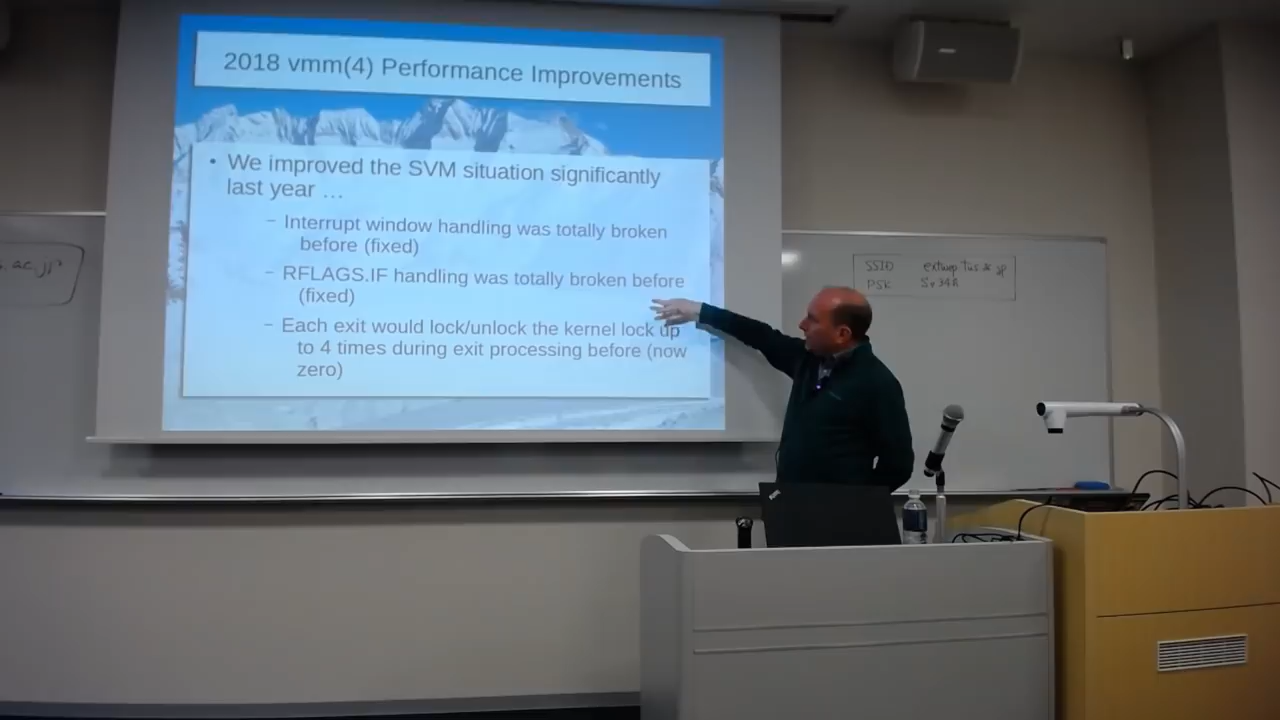 2018 vmm(4) Performance Improvements
• We improved the SVM situation significantly
last year …
– Interrupt window handling was totally broken
before (fixed)
– RFLAGS.IF handling was totally broken before
(fixed)
– Each exit would lock/unlock the kernel lock up
to 4 times during exit processing before (now
zero)
SSID
PSK